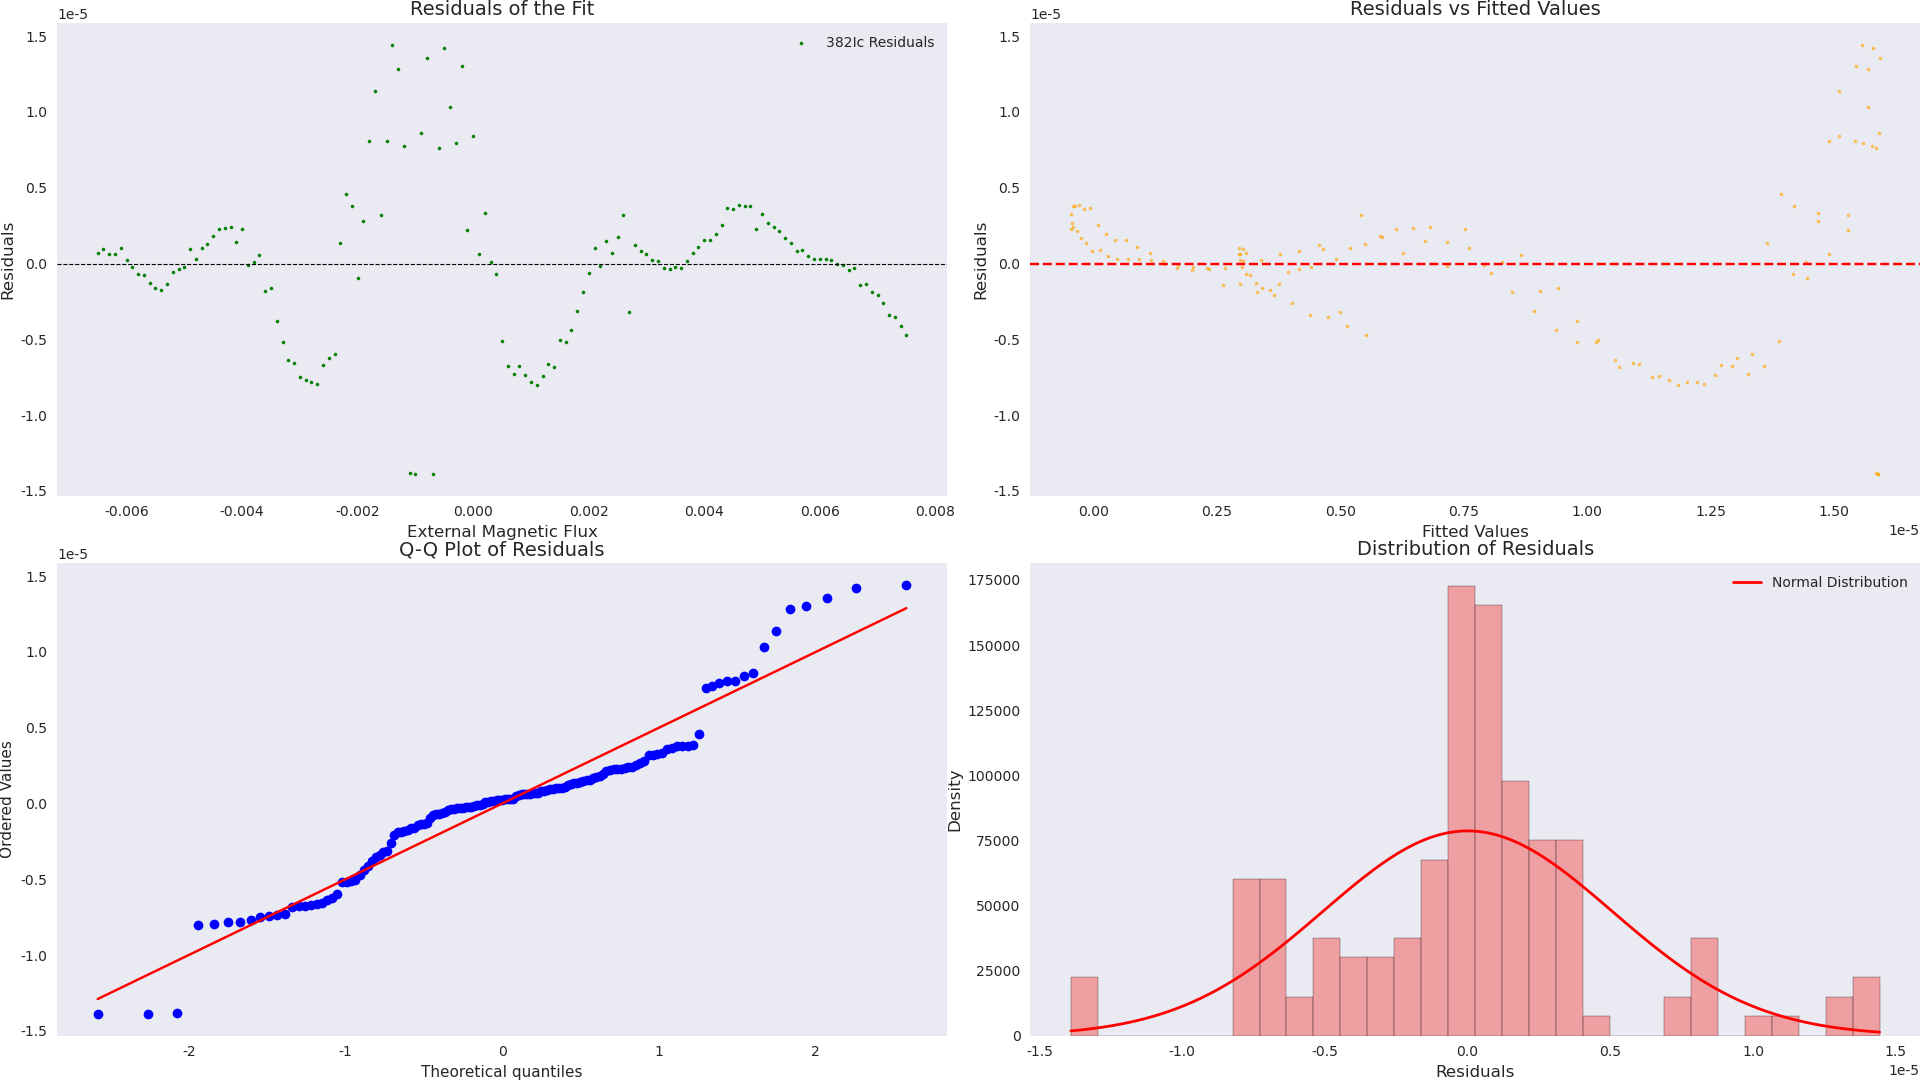 Residuals of the Fit
1e-5
382Ic Residuals
1.5
1.0
0.5
0.0
-0.5
-1.0
-1.5
Residuals
-0.006 -0.004 -0.002 0.000 0.002 0.004 0.006 0.008
External Magnetic Flux
Residuals vs Fitted Values
1e-5
1.5
1.0
0.5
0.0
-0.5
-1.0
-1.5
Residuals
0.00 0.25 0.50 0.75 1.00 1.25 1.50
Fitted Values
1e-5
Q-Q Plot of Residuals
1e-5
1.5
1.0
0.5
0.0
-0.5
-1.0
-1.5
Ordered Values
-2 -1 0 1 2
Theoretical quantiles
Distribution of Residuals
Normal Distribution
175000
150000
125000
100000
75000
50000
25000
0
Density
-1.5 -1.0 -0.5 0.0 0.5 1.0 1.5
Residuals
1e-5